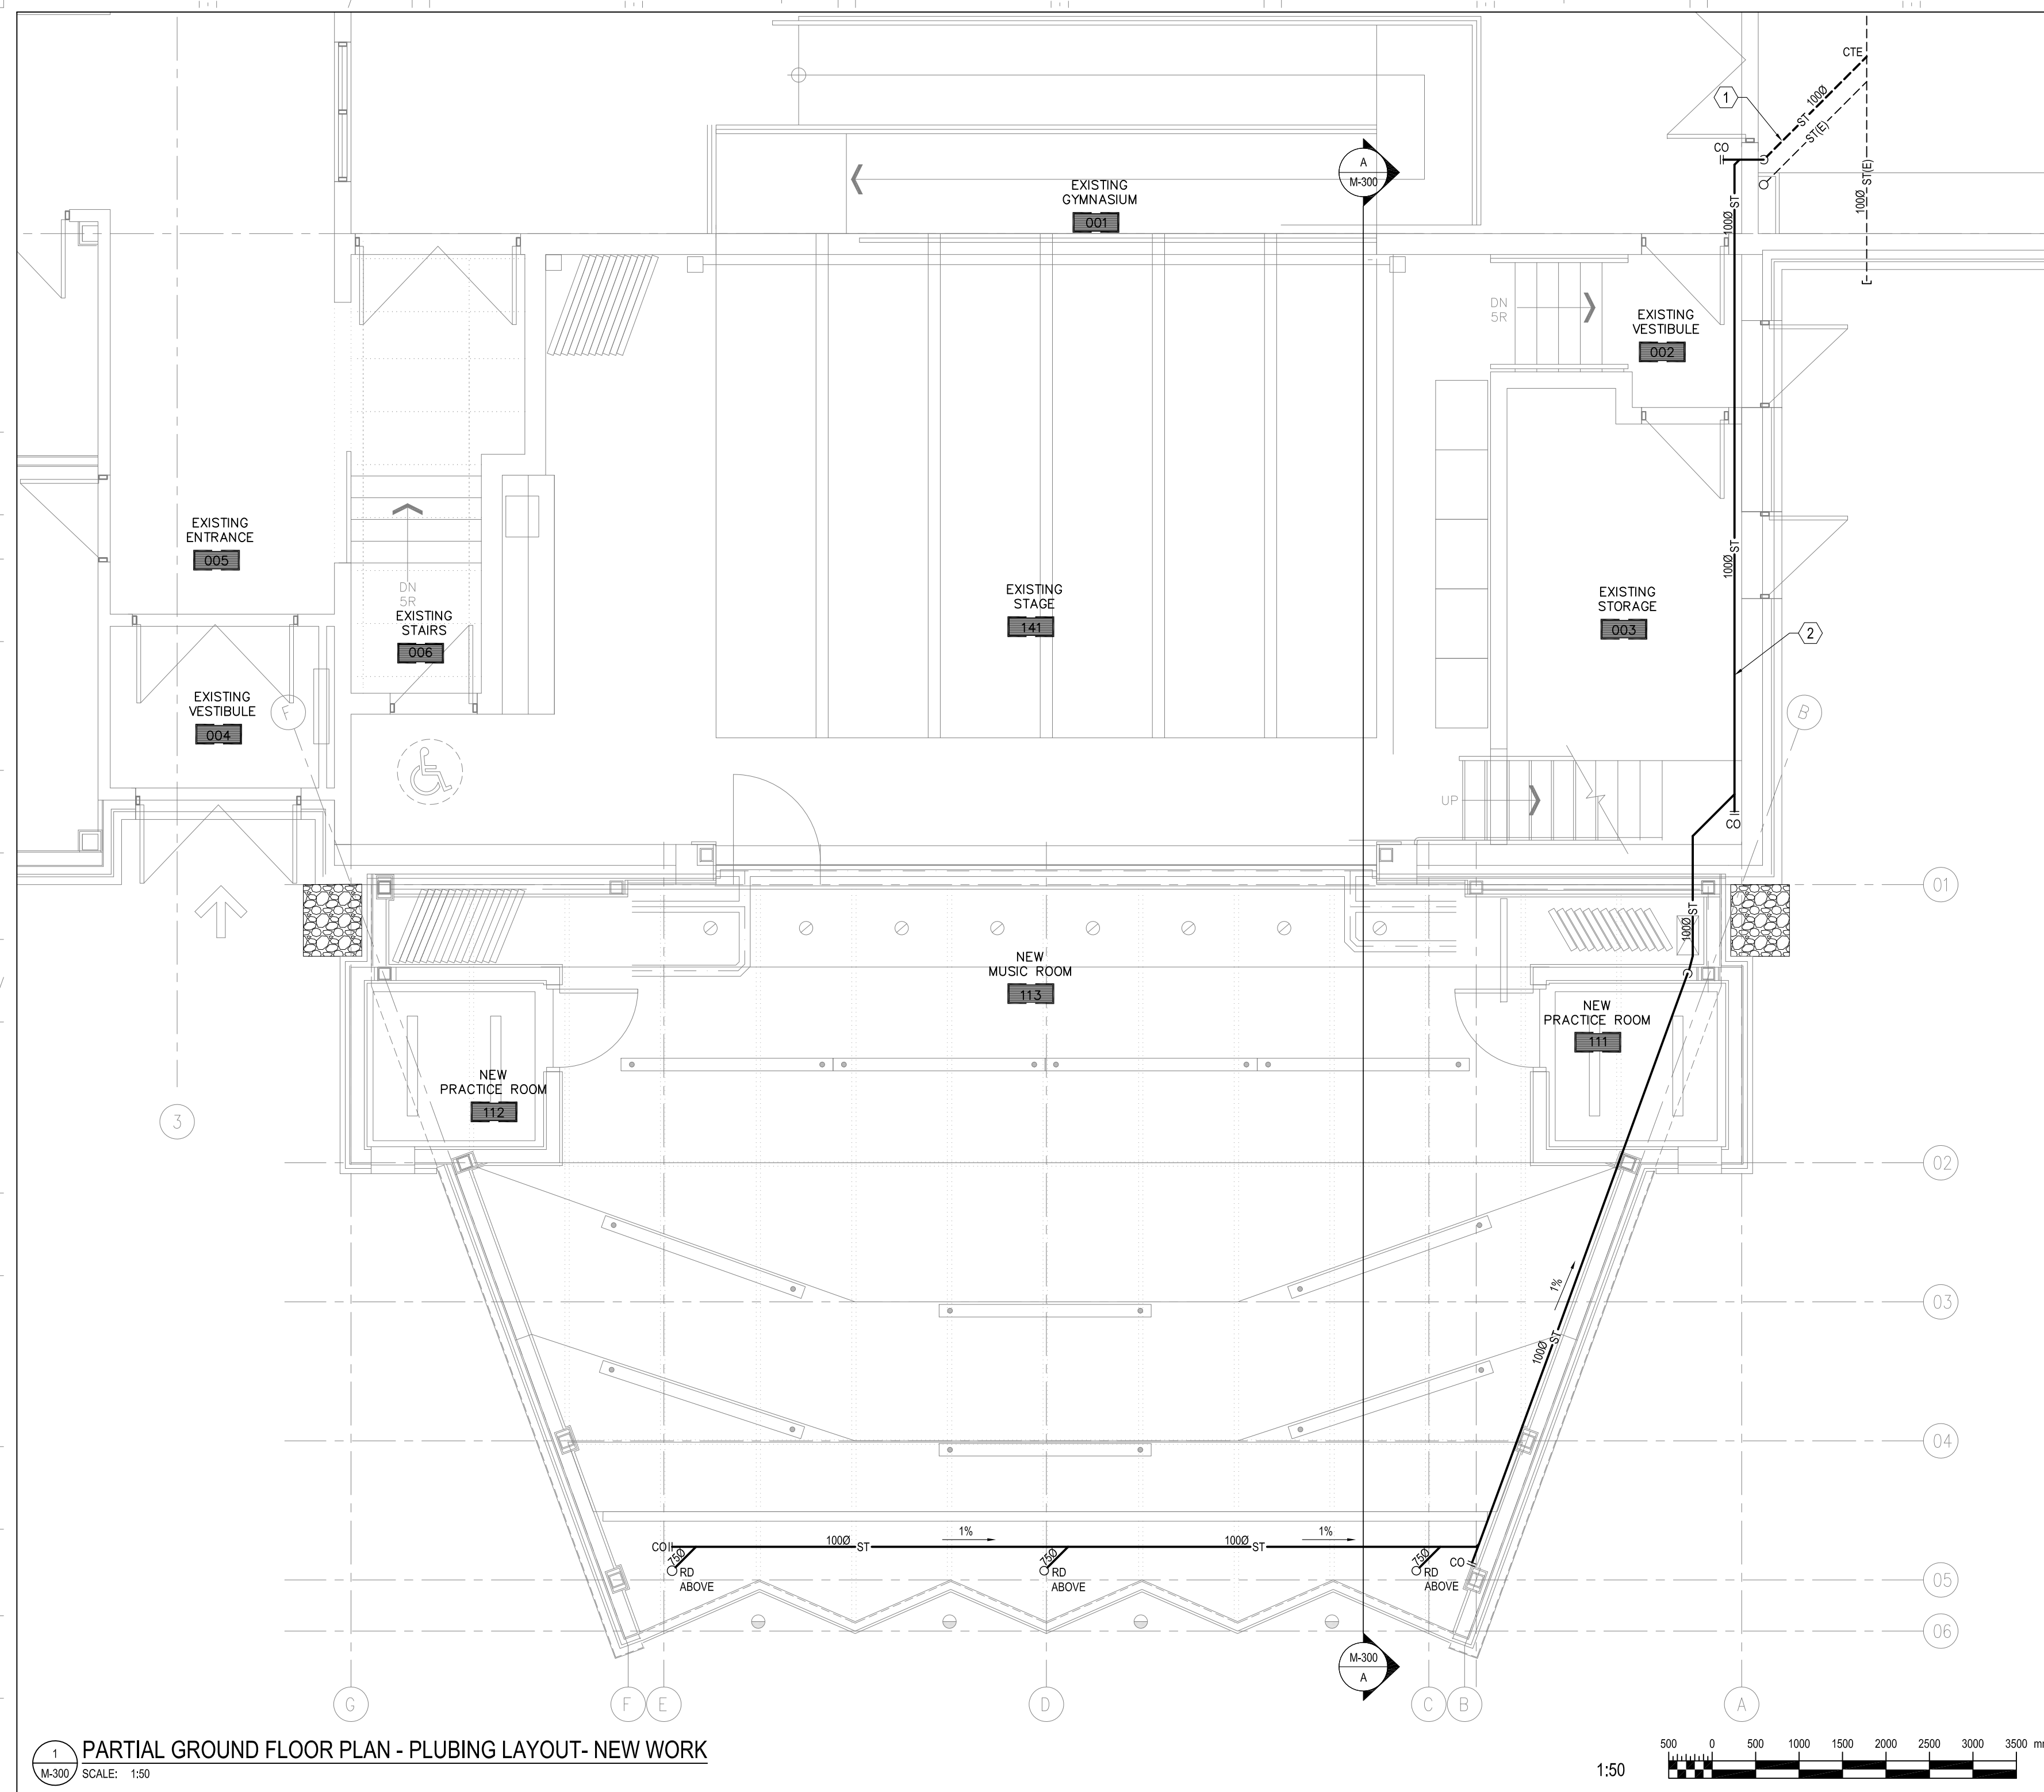 CTE
1
100Ø
ST
ST(E)
CO
A
M-300
EXISTING
GYMNASIUM
001
100Ø
ST
100Ø
ST(E)
DN
5R
EXISTING
VESTIBULE
002
EXISTING
ENTRANCE
005
100Ø
ST
DN
5R
EXISTING
STAIRS
006
EXISTING
STAGE
141
EXISTING
STORAGE
003
2
EXISTING
VESTIBULE
004
F
B
UP
CO
01
100Ø
ST
NEW
MUSIC ROOM
113
NEW
PRACTICE ROOM
111
NEW
PRACTICE ROOM
112
3
02
1%
03
100Ø
ST
04
CO
100Ø
ST
1%
100Ø
ST
1%
75Ø
RD
ABOVE
75Ø
RD
ABOVE
75Ø
RD
ABOVE
CO
05
06
M-300
A
G
F
E
D
C
B
A
1
M-300
PARTIAL GROUND FLOOR PLAN - PLUBING LAYOUT- NEW WORK
SCALE: 1:50
1:50
500 0 500 1000 1500 2000 2500 3000 3500 mm